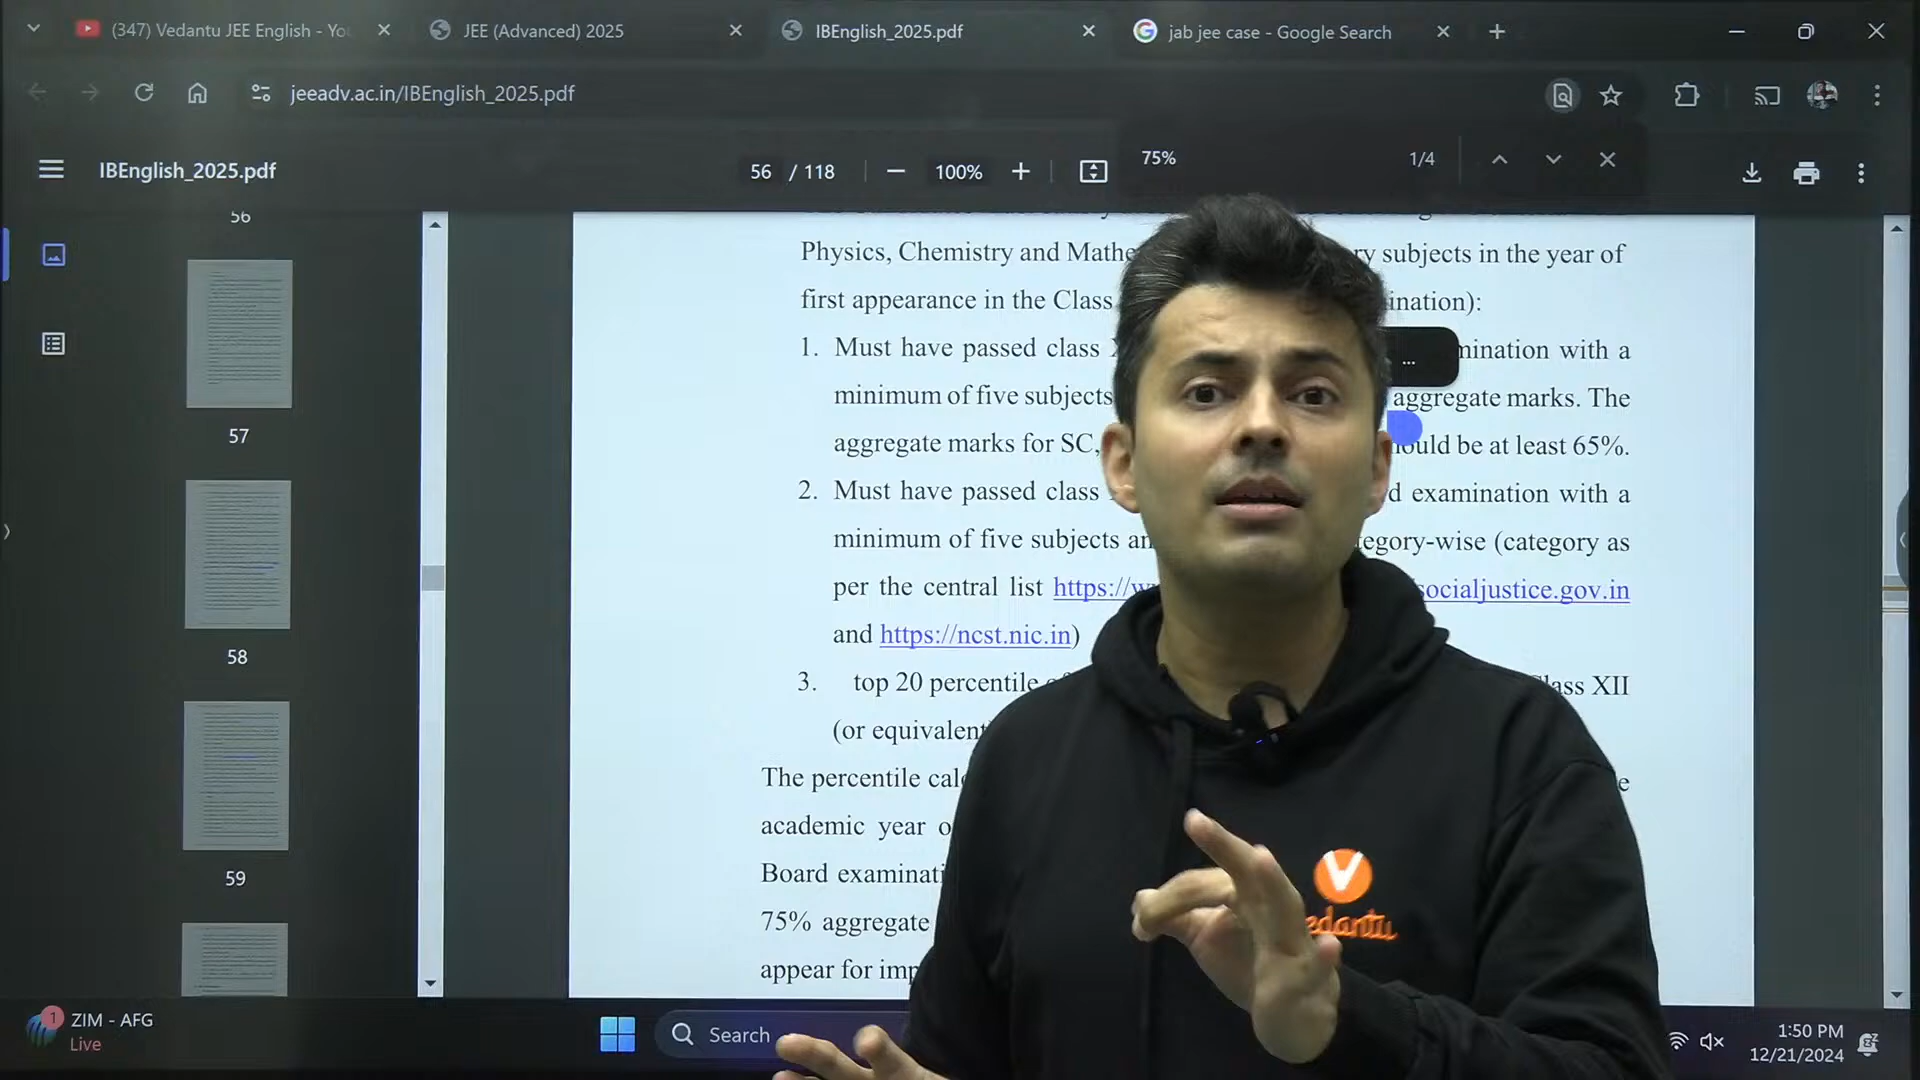 (347) Vedantu JEE English - Yo
JEE (Advanced) 2025
IBEnglish_2025.pdf
jab jee case - Google Search
jeeadv.ac.in/IBEnglish_2025.pdf
IBEnglish_2025.pdf
56 / 118
100%
75%
1/4
56
57
58
59
Physics, Chemistry and Mathe ry subjects in the year of
first appearance in the Class ination):
1. Must have passed class mination with a
minimum of five subjects aggregate marks. The
aggregate marks for SC, ould be at least 65%.
2. Must have passed class d examination with a
minimum of five subjects an tegory-wise (category as
per the central list https://w socialjustice.gov.in
and https://ncst.nic.in)
3. top 20 percentile Class XII
(or equivalent
The percentile calc e
academic year o
Board examinati
75% aggregate
appear for imp
V
edantu
1
ZIM - AFG
Live
Search
1:50 PM
12/21/2024